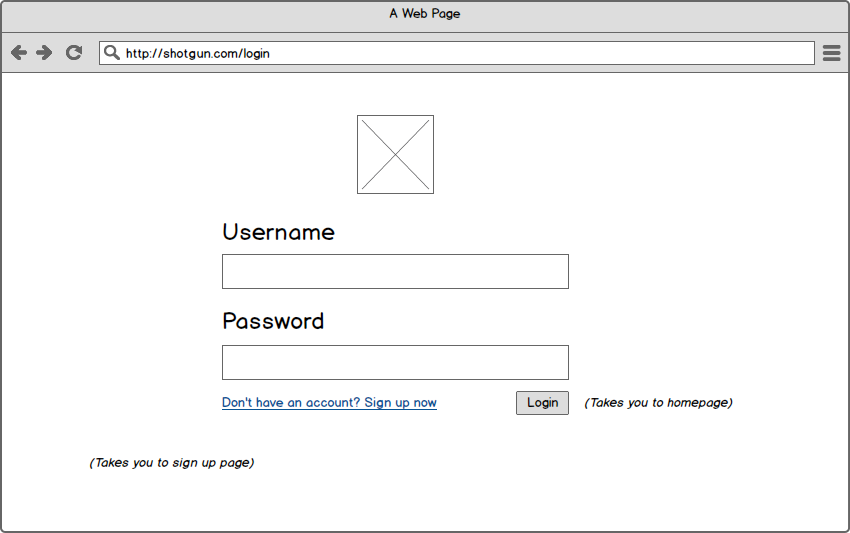 A Web Page
http://shotgun.com/login
Username
Password
Don't have an account? Sign up now
Login
(Takes you to homepage)
(Takes you to sign up page)